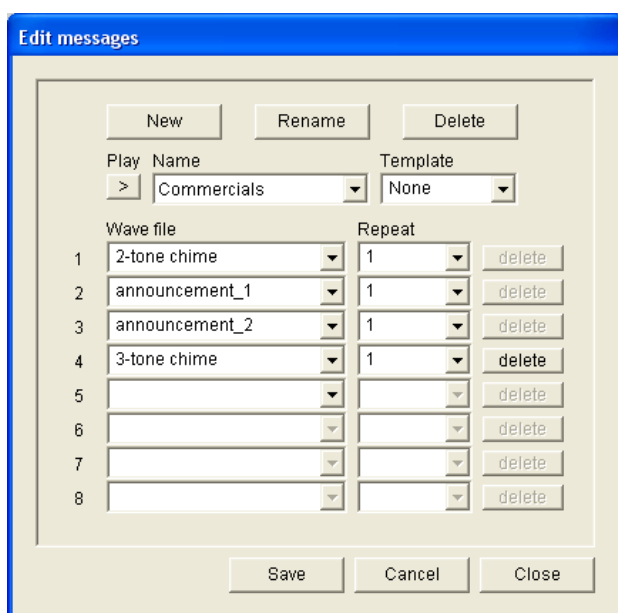 Edit messages
New Rename Delete
Play Name Template
> Commercials None
Wave file Repeat
1 2-tone chime 1 delete
2 announcement_1 1 delete
3 announcement_2 1 delete
4 3-tone chime 1 delete
5 delete
6 delete
7 delete
8 delete
Save Cancel Close